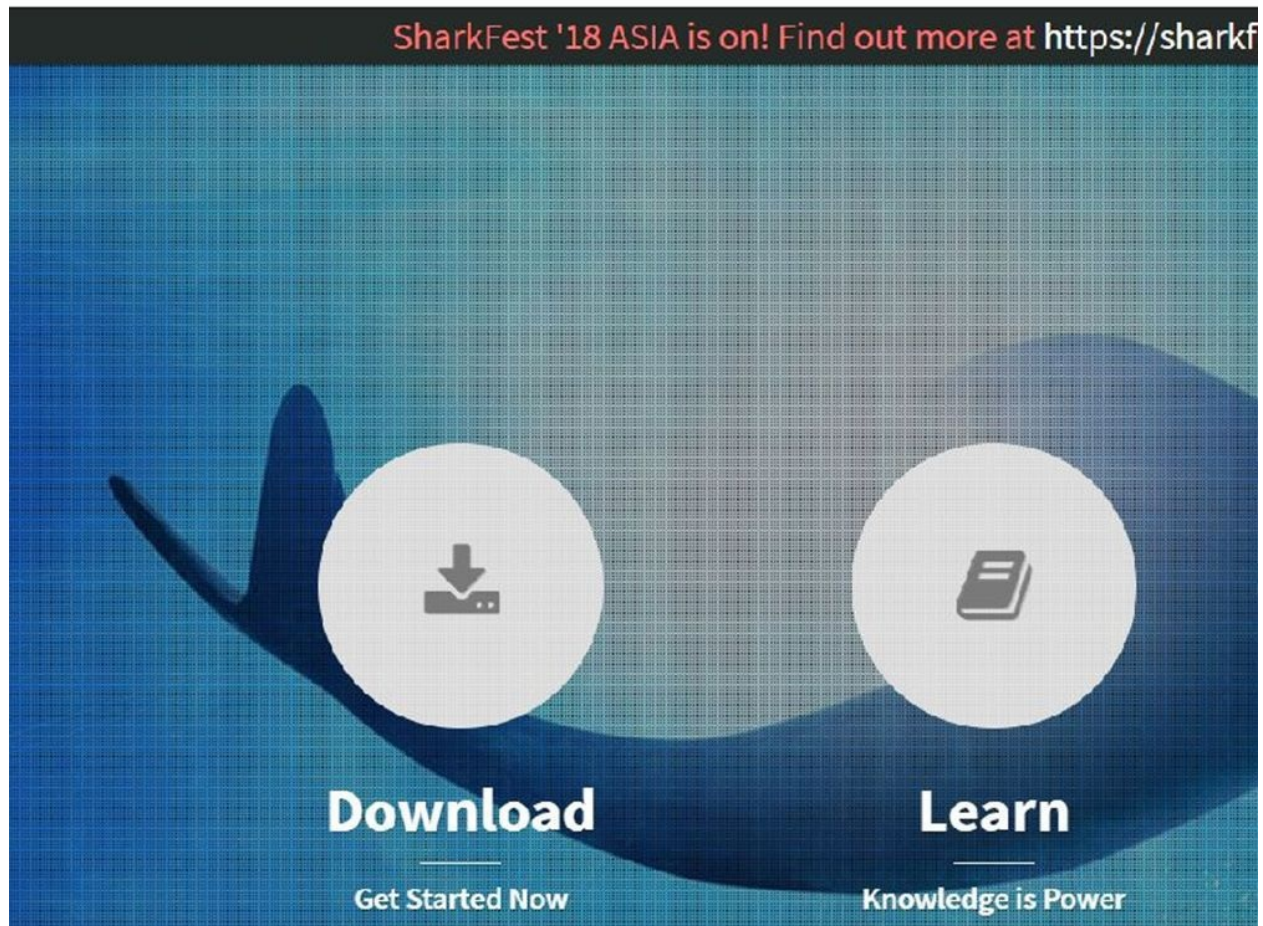 SharkFest '18 ASIA is on! Find out more at https://sharkf
Download
Learn
Get Started Now
Knowledge is Power